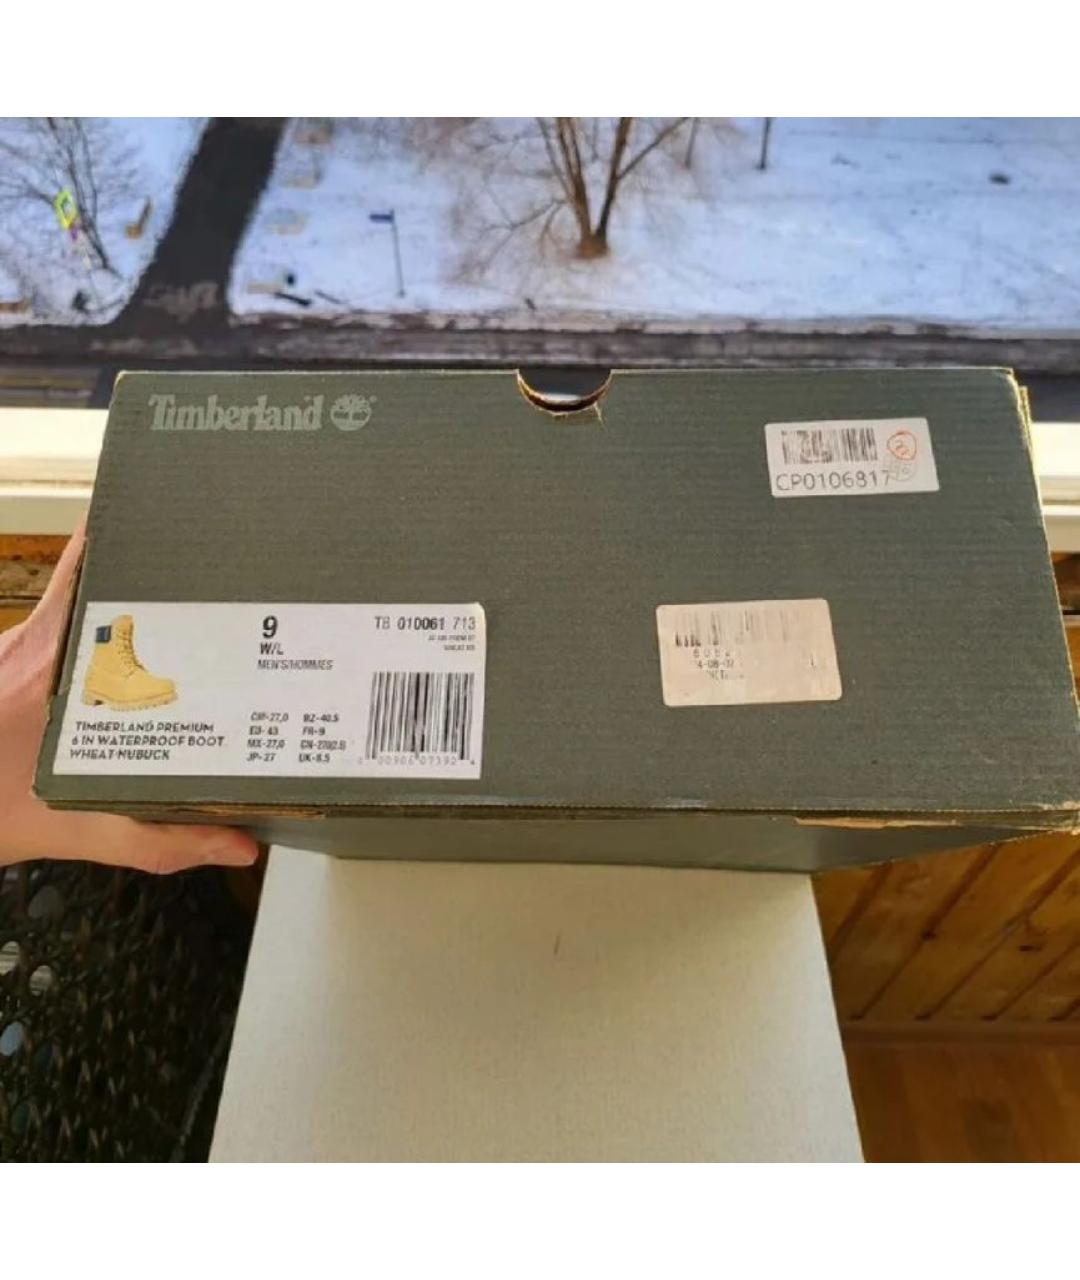 Timberland
CP0106817
9
W/L
MEN'S/HOMMES
TB 010061 713
TIMBERLAND PREMIUM
6 IN WATERPROOF BOOT
WHEAT NUBUCK
CM-27,0 BZ-40.5
EU-43 FR-9
MX-27,0
JP-27 UK-8.5